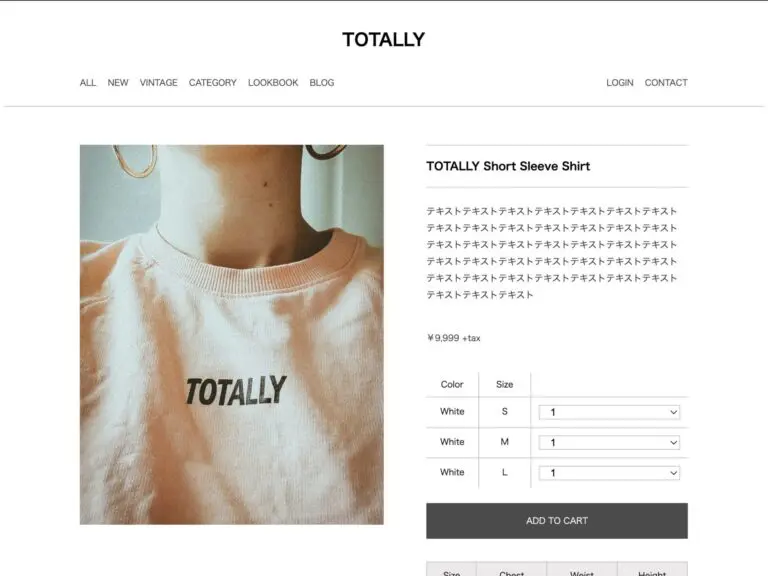 TOTALLY
ALL NEW VINTAGE CATEGORY LOOKBOOK BLOG LOGIN CONTACT
TOTALLY
TOTALLY Short Sleeve Shirt
テキストテキストテキストテキストテキストテキストテキスト
テキストテキストテキストテキストテキストテキストテキスト
テキストテキストテキストテキストテキストテキストテキスト
テキストテキストテキストテキストテキストテキストテキスト
テキストテキストテキストテキストテキストテキストテキスト
テキストテキストテキスト
¥9,999 +tax
Color Size
White S 1
White M 1
White L 1
ADD TO CART
Size Chest Waist Height